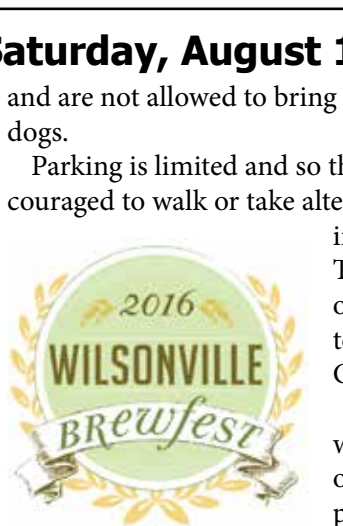 Saturday, August 1
and are not allowed to bring
dogs.
Parking is limited and so th
couraged to walk or take alte
2016
WILSONVILLE
BREWfEST